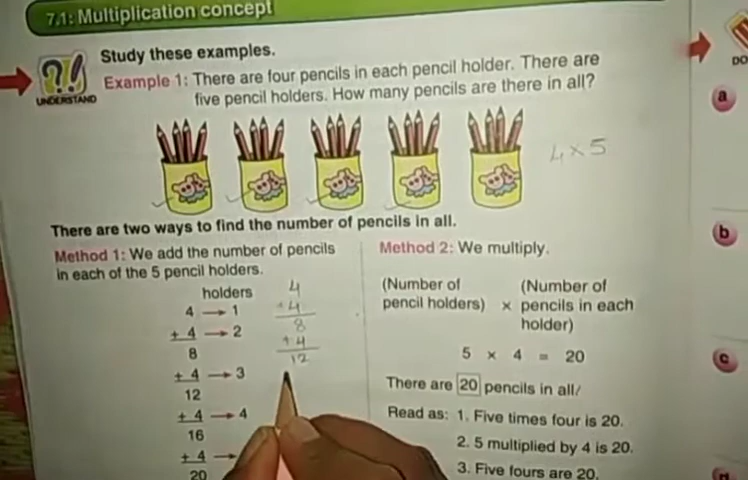 7.1: Multiplication concept
Study these examples.
UNDERSTAND
Example 1: There are four pencils in each pencil holder. There are
five pencil holders. How many pencils are there in all?
4 × 5
There are two ways to find the number of pencils in all.
Method 1: We add the number of pencils
in each of the 5 pencil holders.
holders
4 → 1
+ 4 → 2
8
+ 4 → 3
12
+ 4 → 4
16
+ 4 →
20
4
+4
8
+4
12
Method 2: We multiply.
(Number of pencil holders) × (Number of pencils in each holder)
5 × 4 = 20
There are 20 pencils in all/
Read as: 1. Five times four is 20.
2. 5 multiplied by 4 is 20.
3. Five fours are 20.
DO
a
b
c